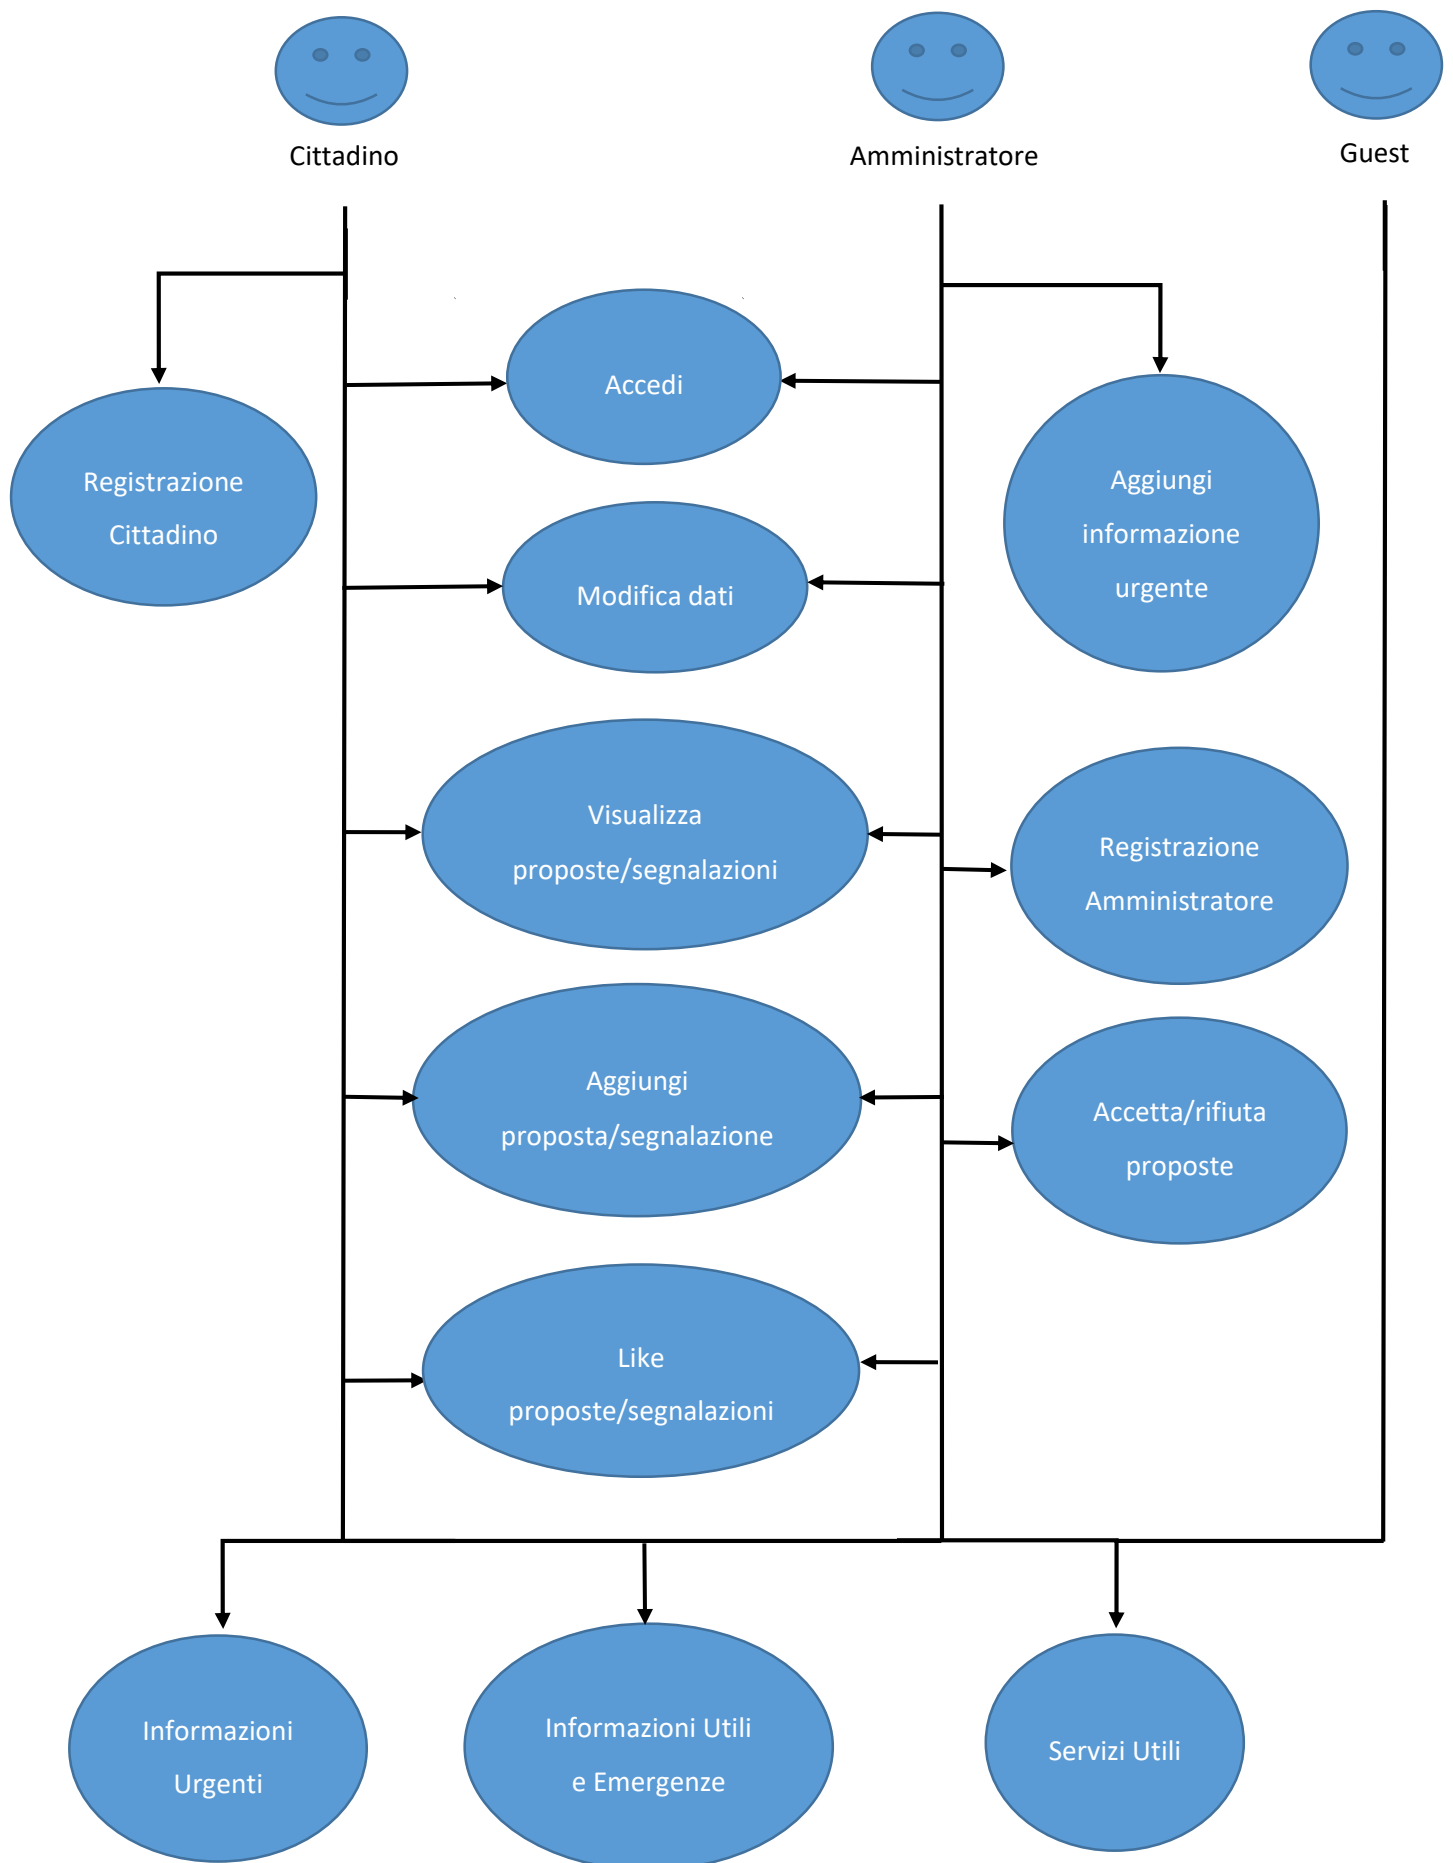 Cittadino
Amministratore
Guest
Accedi
Registrazione
Cittadino
Aggiungi
informazione
urgente
Modifica dati
Visualizza
proposte/segnalazioni
Registrazione
Amministratore
Aggiungi
proposta/segnalazione
Accetta/rifiuta
proposte
Like
proposte/segnalazioni
Informazioni
Urgenti
Informazioni Utili
e Emergenze
Servizi Utili